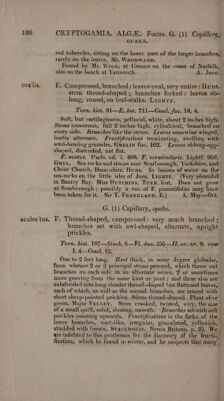 106 CRYPTOGAMIA. ALGÆ. Fucus. G. (1) Capillary,
opake.
red tubercles, sitting on the lower part of the larger branches,
rarely on the leaves. Mr. Woodward.
Found by Mr. Wigg, at Cromer on the coast of Norfolk,
also on the beach at Yarmouth. A. June.
ova'lis. F. Compressed, branched: leaves oval, very entire: Huds.
stem thread-shaped; branches forked: leaves ob-
long, round, on leaf-stalks. Lightf.
Turn. hist. 81—E. bot. 711—Gmel. fuc. 10. 4.
Soft, but cartilaginous, pellucid, white, about 2 inches high.
Stems numerous, full 2 inches high, cylindrical, branched on
every side. Branches like the stem. Leaves somewhat staged,
leafits alternate. Fructifications terminating, swelling with
seed-bearing granules. Gmelin fuc. 102. Leaves oblong-egg-
shaped, distended, not flat.
F. ovatus. Huds. ed. i. 468. F. vermicularis. Lightf. 958.
Gmel. Sea rocks and stones near Scarborough, Yorkshire, and
Christ Church, Hampshire. Huds. In basons of water on the
sea-rocks on the little isles of Jura, Lightf. Very plentiful
in Bantry Bay. Miss Hutchins, Turn. hist. Does not grow
at Scarborough; possibly a var. of F. gigantinus may have
been taken for it. Sir T. Frankland, E.) A. May—Oct.
G. (1) Capillary, opake.
aculea'tus. F. Thread-shaped, compressed: very much branched:
branches set with awl-shaped, alternate, upright
prickles.
Turn. hist. 187—Stack. 8—Fl. dan. 350—H. ox. xv. 9. row
1. 4—Gmel. 12.
One to 2 feet long. Root thick, in some degree globular,
from whence 2 or 3 principal stems proceed, which throw out
branches on each side in an alternate series, 2 or sometimes
more growing from the same knot or joint; and these also are
subdivided into long slender thread-shaped but flattened leaves,
each of which, as well as the branches, are armed with
short sharp-pointed prickles. Stems thread-shaped. Plant olive
green. Major Velley. Stem crooked, twisted, wiry, the size
of a small quill, solid, shining, smooth. Branches set with soft
prickles pointing upwards. Fructifications in the forks of the
lower branches, wart-like, irregular, granulated, yellowish,
studded with brown. Stackhouse, Nereis Britann. p. 25. We
are indebted to this gentleman for the discovery of the fructi-
fication, which he found in winter, and he suspects that many